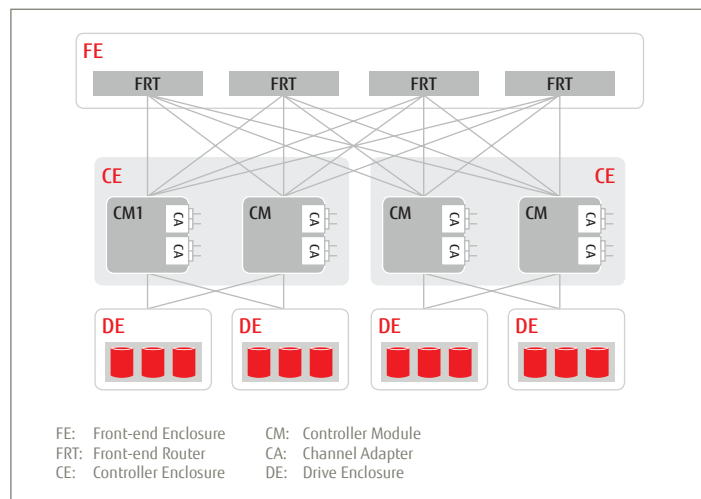 FE
FRT FRT FRT FRT
CE CE
CM1 CA CA CM CA CA CM CA CA CM CA CA
DE DE DE DE
FE: Front-end Enclosure CM: Controller Module
FRT: Front-end Router CA: Channel Adapter
CE: Controller Enclosure DE: Drive Enclosure